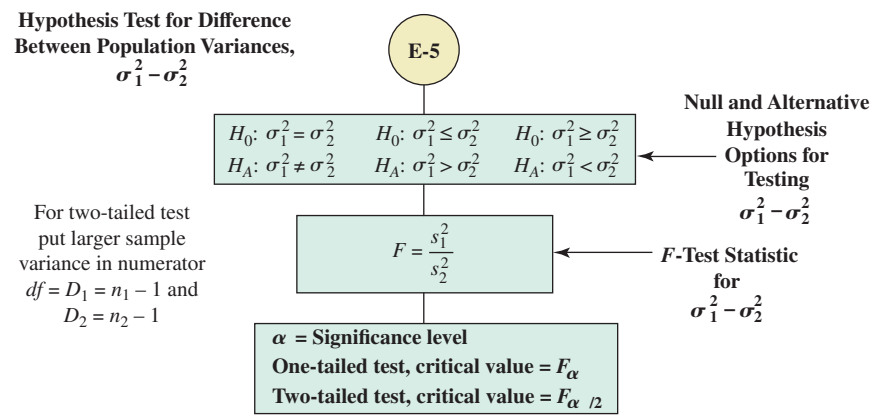 Hypothesis Test for Difference
Between Population Variances,
σ₁² – σ₂²
E-5
H₀: σ₁² = σ₂² H₀: σ₁² ≤ σ₂² H₀: σ₁² ≥ σ₂²
H_A: σ₁² ≠ σ₂² H_A: σ₁² > σ₂² H_A: σ₁² < σ₂²
Null and Alternative
Hypothesis
Options for
Testing
σ₁² – σ₂²
For two-tailed test
put larger sample
variance in numerator
df = D₁ = n₁ – 1 and
D₂ = n₂ – 1
F = s₁² / s₂²
F-Test Statistic
for
σ₁² – σ₂²
α = Significance level
One-tailed test, critical value = F_α
Two-tailed test, critical value = F_α /2